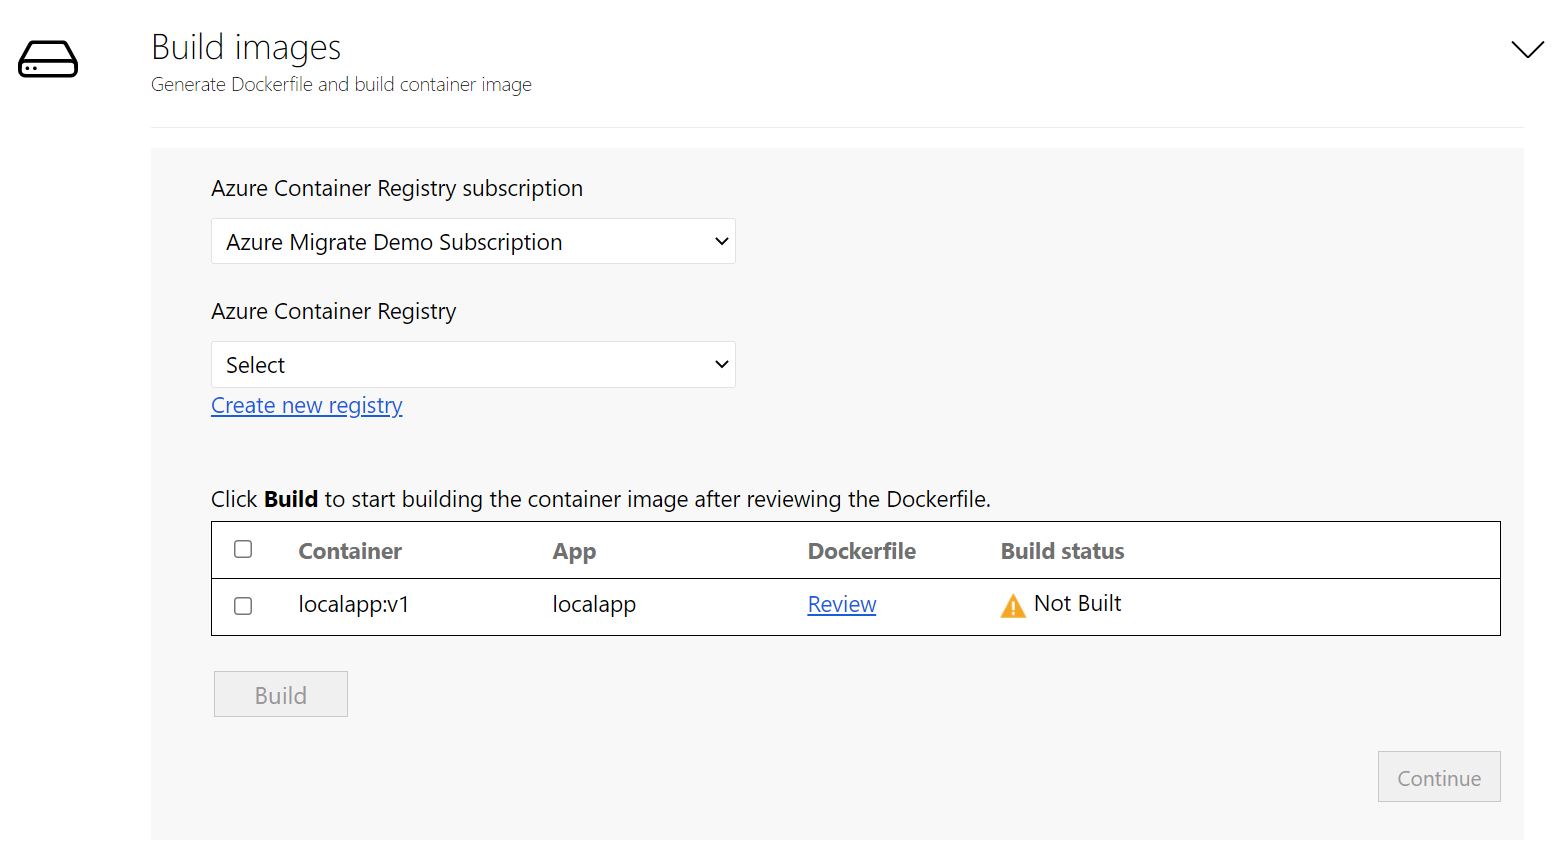 Build images
Generate Dockerfile and build container image
Azure Container Registry subscription
Azure Migrate Demo Subscription
Azure Container Registry
Select
Create new registry
Click Build to start building the container image after reviewing the Dockerfile.
Container App Dockerfile Build status
localapp:v1 localapp Review Not Built
Build
Continue